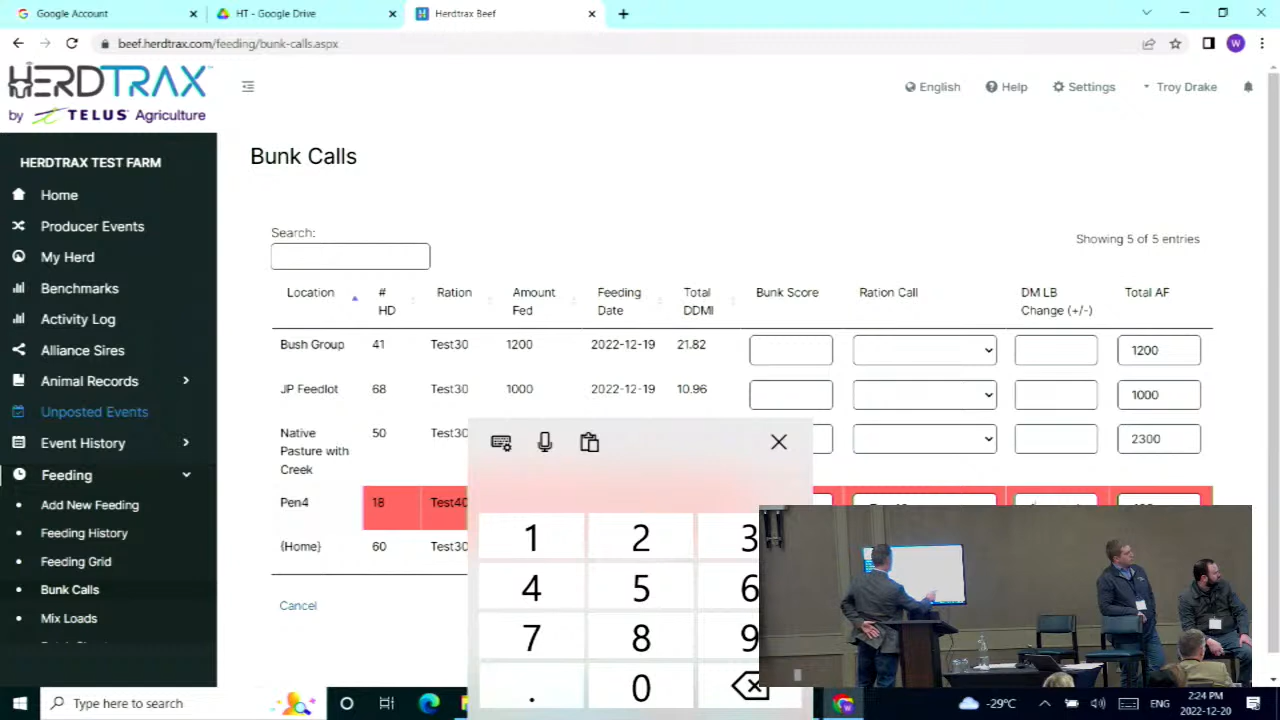 Google Account
HT - Google Drive
Herdtrax Beef
beef.herdtrax.com/feeding/bunk-calls.aspx
W
HERDTRAX
by TELUS Agriculture
English
Help
Settings
Troy Drake
HERDTRAX TEST FARM
Home
Producer Events
My Herd
Benchmarks
Activity Log
Alliance Sires
Animal Records
Unposted Events
Event History
Feeding
Add New Feeding
Feeding History
Feeding Grid
Bunk Calls
Mix Loads
Bunk Calls
Search:
Showing 5 of 5 entries
Location # HD Ration Amount Fed Feeding Date Total DDMI Bunk Score Ration Call DM LB Change (+/-) Total AF
Bush Group 41 Test30 1200 2022-12-19 21.82 1200
JP Feedlot 68 Test30 1000 2022-12-19 10.96 1000
Native Pasture with Creek 50 Test30 2300
Pen4 18 Test40
{Home} 60 Test30
Cancel
1 2 3
4 5 6
7 8 9
. 0
Type here to search
-29°C
ENG
2:24 PM
2022-12-20